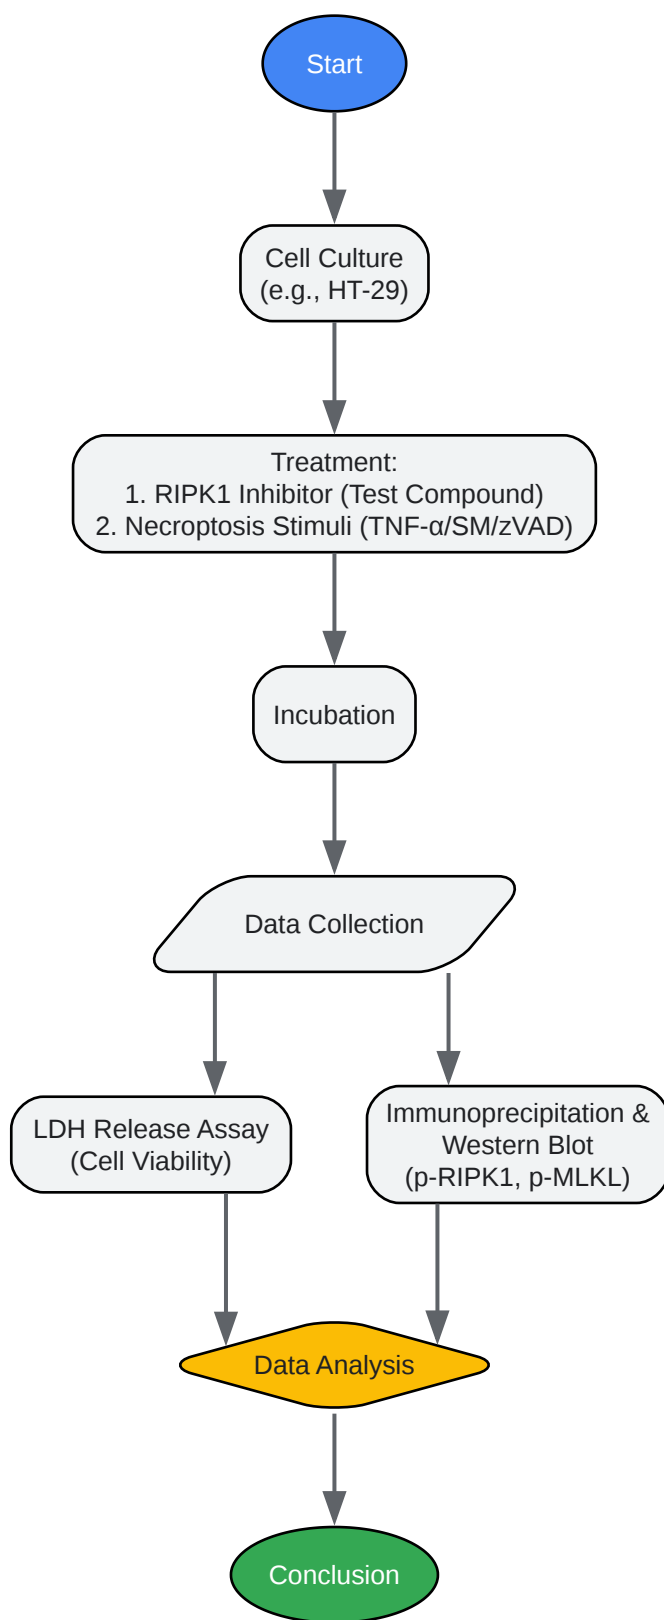 Start
Cell Culture
(e.g., HT-29)
Treatment:
1. RIPK1 Inhibitor (Test Compound)
2. Necroptosis Stimuli (TNF-α/SM/zVAD)
Incubation
Data Collection
LDH Release Assay
(Cell Viability)
Immunoprecipitation &
Western Blot
(p-RIPK1, p-MLKL)
Data Analysis
Conclusion